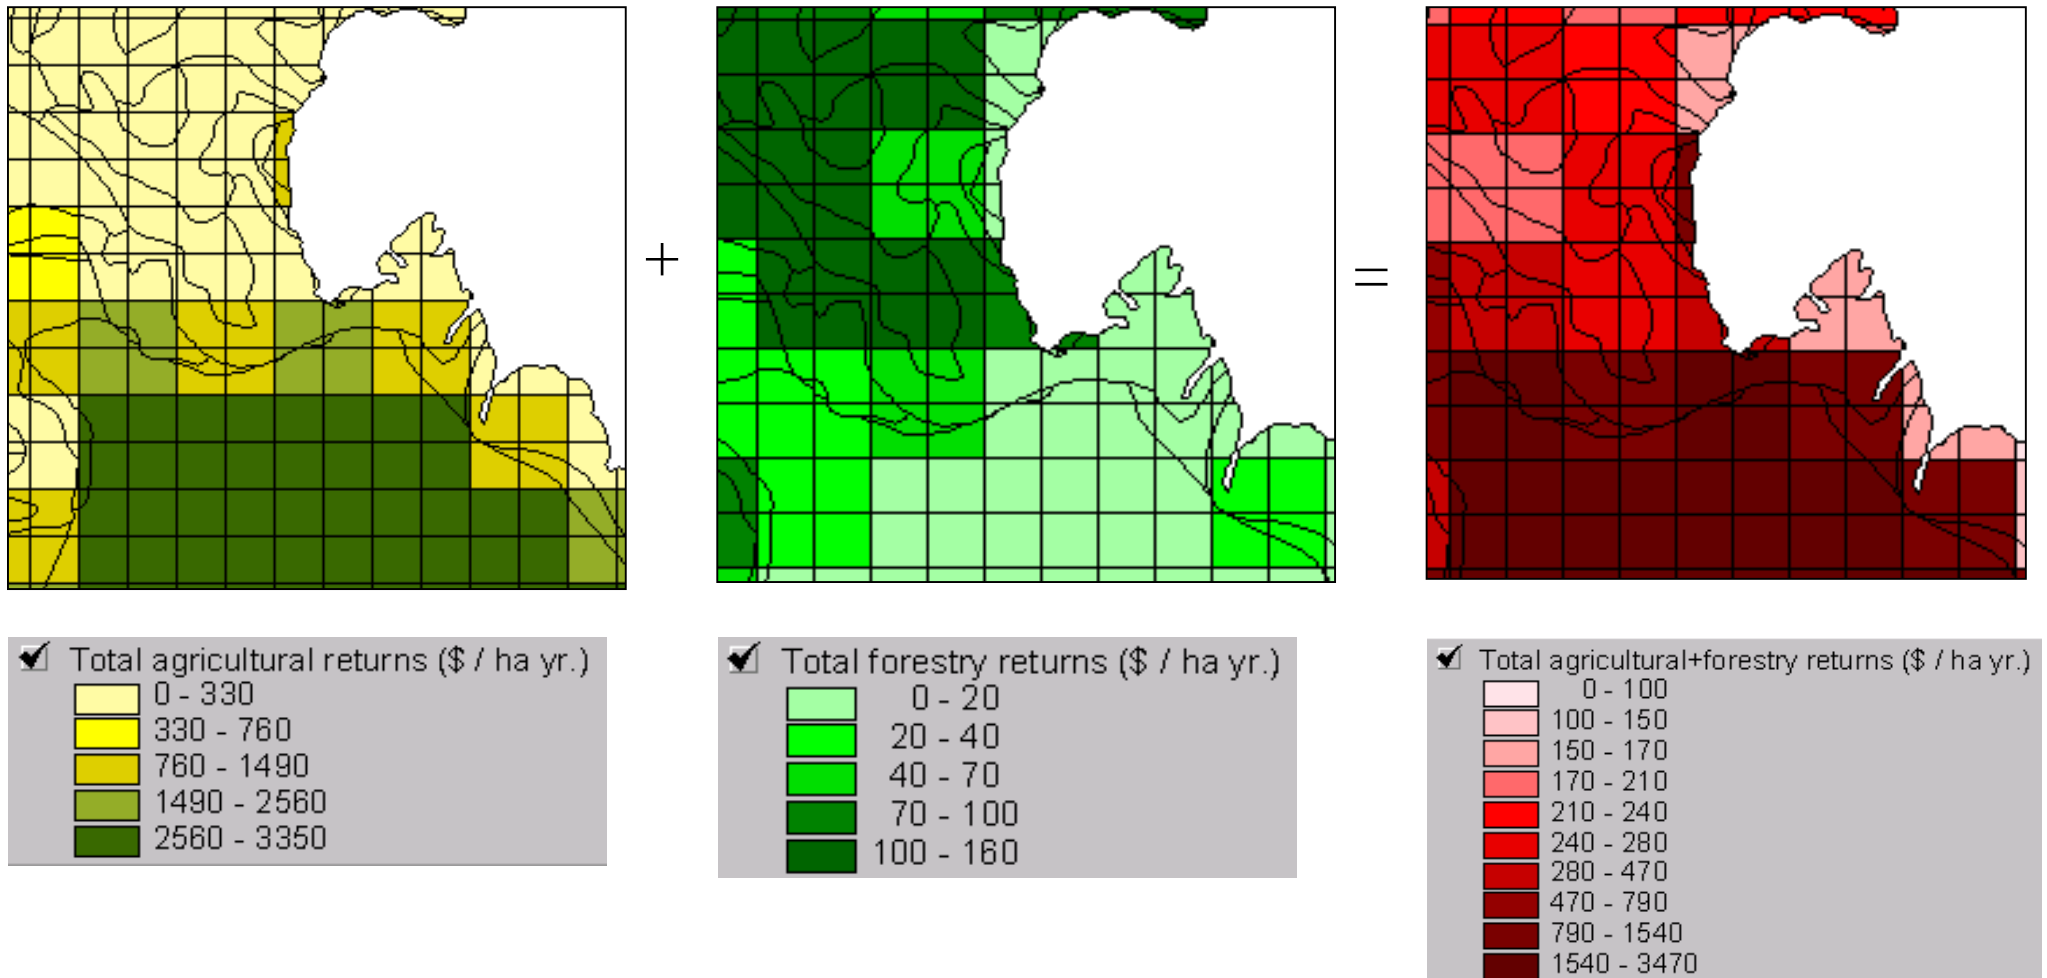 +
=
Total agricultural returns ($ / ha yr.)
0 - 330
330 - 760
760 - 1490
1490 - 2560
2560 - 3350
Total forestry returns ($ / ha yr.)
0 - 20
20 - 40
40 - 70
70 - 100
100 - 160
Total agricultural+forestry returns ($ / ha yr.)
0 - 100
100 - 150
150 - 170
170 - 210
210 - 240
240 - 280
280 - 470
470 - 790
790 - 1540
1540 - 3470